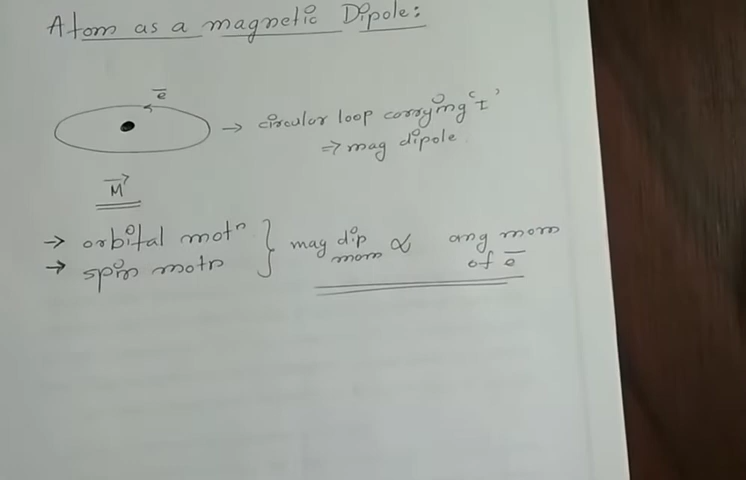 Atom as a magnetic Dipole:
e̅
→ circular loop carrying 'I'
⇒ mag dipole
M⃗
→ orbital motⁿ } mag dip mom ∝ ang mom of e̅
→ spin motn